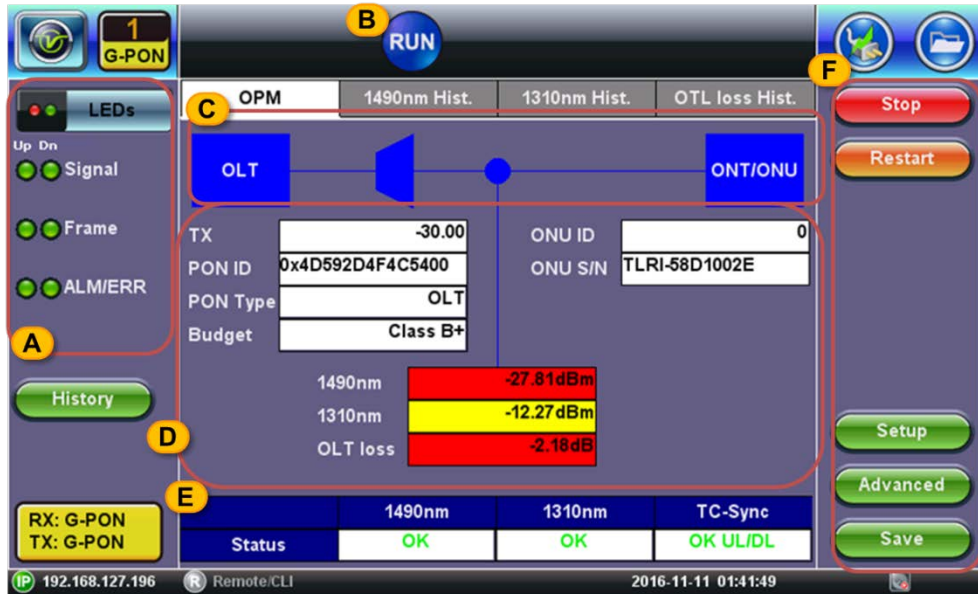 1
G-PON
B
RUN
F
LEDs
Up Dn
Signal
Frame
ALM/ERR
A
History
RX: G-PON
TX: G-PON
OPM
1490nm Hist.
1310nm Hist.
OTL loss Hist.
C
OLT
ONT/ONU
TX
-30.00
ONU ID
0
PON ID
0x4D592D4F4C5400
ONU S/N
TLRI-58D1002E
PON Type
OLT
Budget
Class B+
1490nm
-27.81dBm
1310nm
-12.27dBm
OLT loss
-2.18dB
D
E
1490nm
1310nm
TC-Sync
Status
OK
OK
OK UL/DL
Stop
Restart
Setup
Advanced
Save
IP 192.168.127.196
R Remote/CLI
2016-11-11 01:41:49